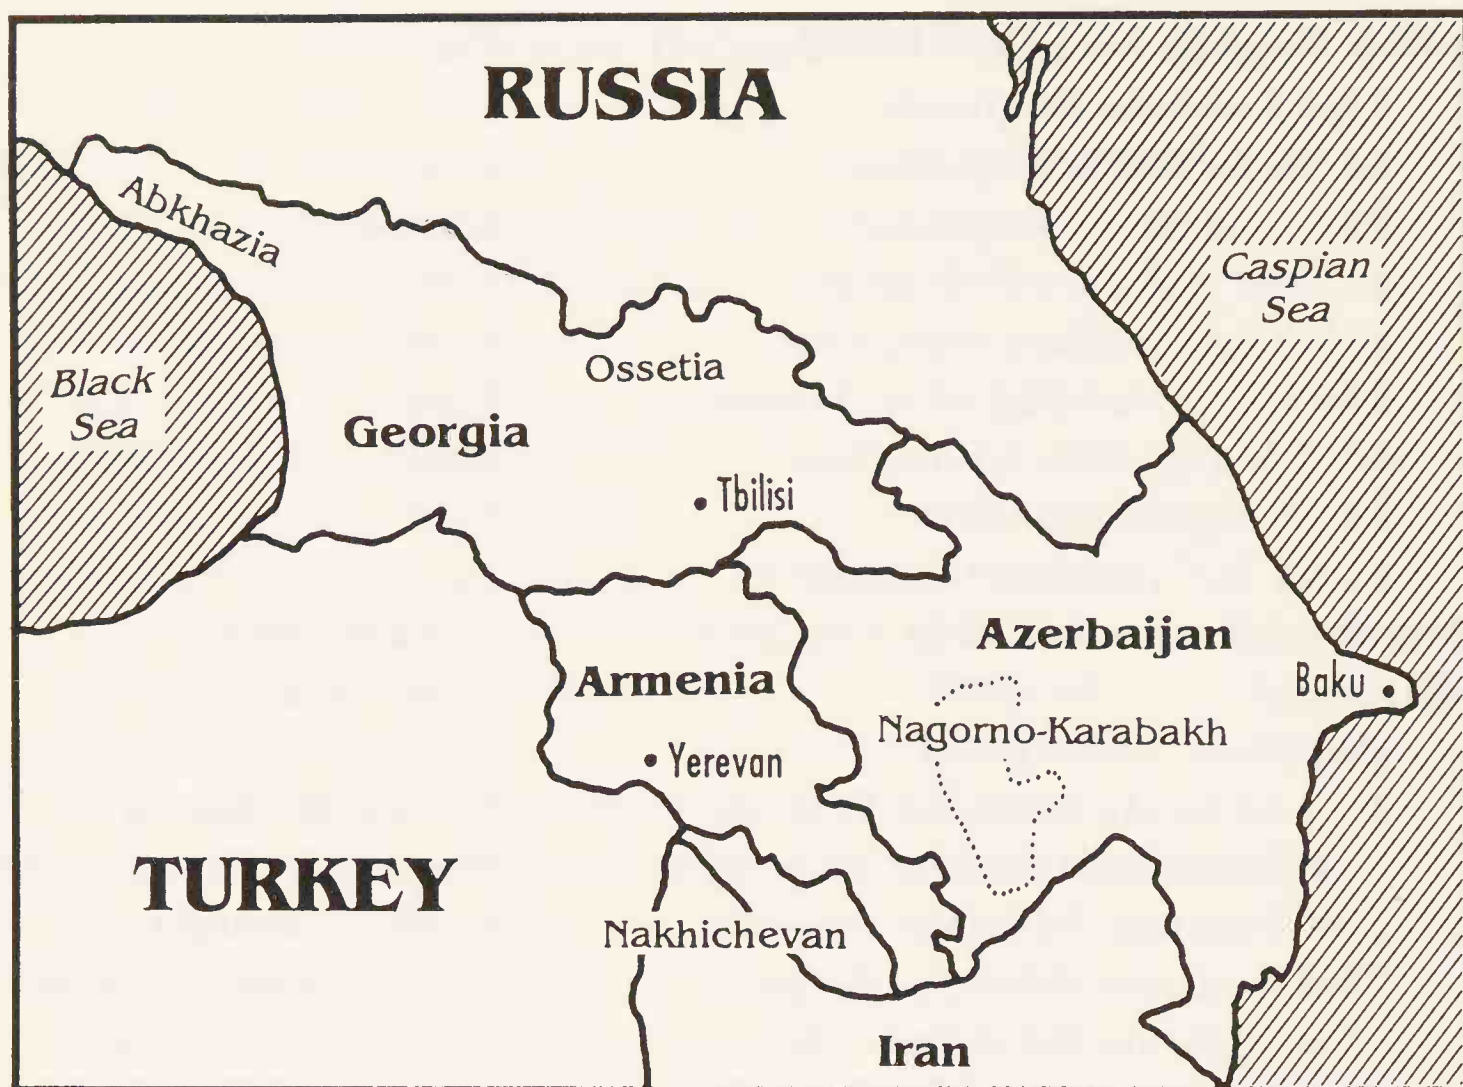 RUSSIA
Abkhazia
Caspian
Sea
Black
Sea
Ossetia
Georgia
Tbilisi
Azerbaijan
Armenia
Baku
Nagorno-Karabakh
Yerevan
TURKEY
Nakhichevan
Iran